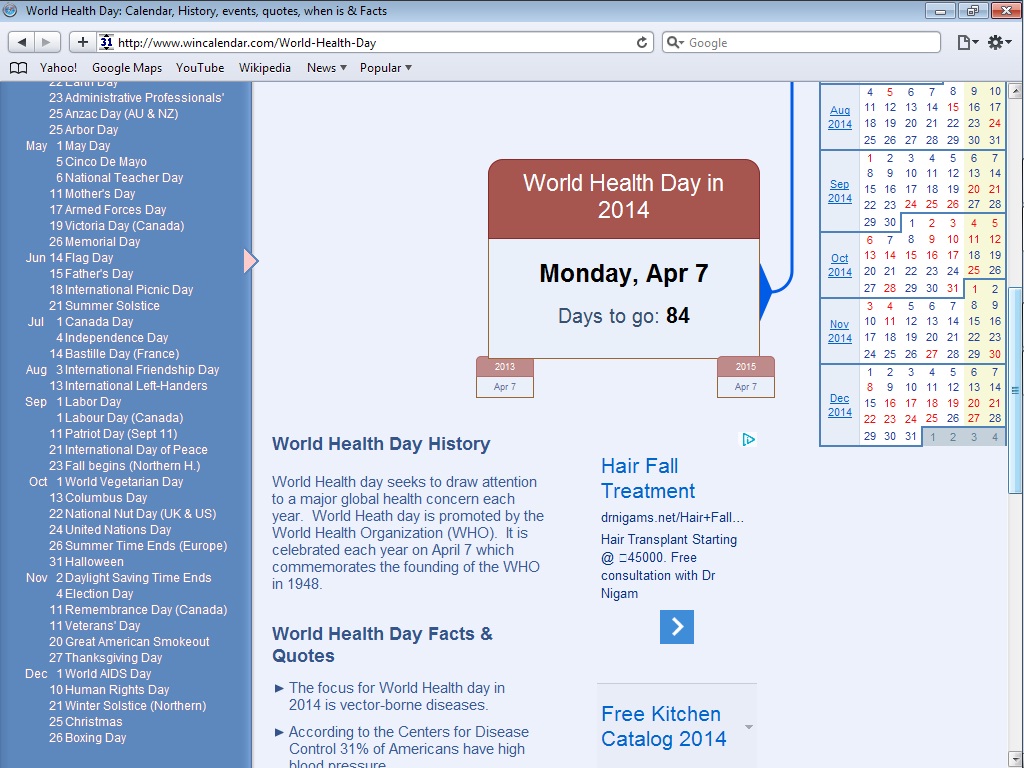 World Health Day: Calendar, History, events, quotes, when is & Facts
31 http://www.wincalendar.com/World-Health-Day
Google
Yahoo! Google Maps YouTube Wikipedia News Popular
22 Earth Day
23 Administrative Professionals'
25 Anzac Day (AU & NZ)
25 Arbor Day
May 1 May Day
5 Cinco De Mayo
6 National Teacher Day
11 Mother's Day
17 Armed Forces Day
19 Victoria Day (Canada)
26 Memorial Day
Jun 14 Flag Day
15 Father's Day
18 International Picnic Day
21 Summer Solstice
Jul 1 Canada Day
4 Independence Day
14 Bastille Day (France)
Aug 3 International Friendship Day
13 International Left-Handers
Sep 1 Labor Day
1 Labour Day (Canada)
11 Patriot Day (Sept 11)
21 International Day of Peace
23 Fall begins (Northern H.)
Oct 1 World Vegetarian Day
13 Columbus Day
22 National Nut Day (UK & US)
24 United Nations Day
26 Summer Time Ends (Europe)
31 Halloween
Nov 2 Daylight Saving Time Ends
4 Election Day
11 Remembrance Day (Canada)
11 Veterans' Day
20 Great American Smokeout
27 Thanksgiving Day
Dec 1 World AIDS Day
10 Human Rights Day
21 Winter Solstice (Northern)
25 Christmas
26 Boxing Day
World Health Day in
2014
Monday, Apr 7
Days to go: 84
2013
Apr 7
2015
Apr 7
World Health Day History
World Health day seeks to draw attention
to a major global health concern each
year. World Heath day is promoted by the
World Health Organization (WHO). It is
celebrated each year on April 7 which
commemorates the founding of the WHO
in 1948.
World Health Day Facts &
Quotes
► The focus for World Health day in
2014 is vector-borne diseases.
► According to the Centers for Disease
Control 31% of Americans have high
blood pressure
Hair Fall
Treatment
drnigams.net/Hair+Fall...
Hair Transplant Starting
@ □45000. Free
consultation with Dr
Nigam
Free Kitchen
Catalog 2014
Aug
2014
4 5 6 7 8 9 10
11 12 13 14 15 16 17
18 19 20 21 22 23 24
25 26 27 28 29 30 31
Sep
2014
1 2 3 4 5 6 7
8 9 10 11 12 13 14
15 16 17 18 19 20 21
22 23 24 25 26 27 28
29 30 1 2 3 4 5
Oct
2014
6 7 8 9 10 11 12
13 14 15 16 17 18 19
20 21 22 23 24 25 26
27 28 29 30 31 1 2
Nov
2014
3 4 5 6 7 8 9
10 11 12 13 14 15 16
17 18 19 20 21 22 23
24 25 26 27 28 29 30
Dec
2014
1 2 3 4 5 6 7
8 9 10 11 12 13 14
15 16 17 18 19 20 21
22 23 24 25 26 27 28
29 30 31 1 2 3 4